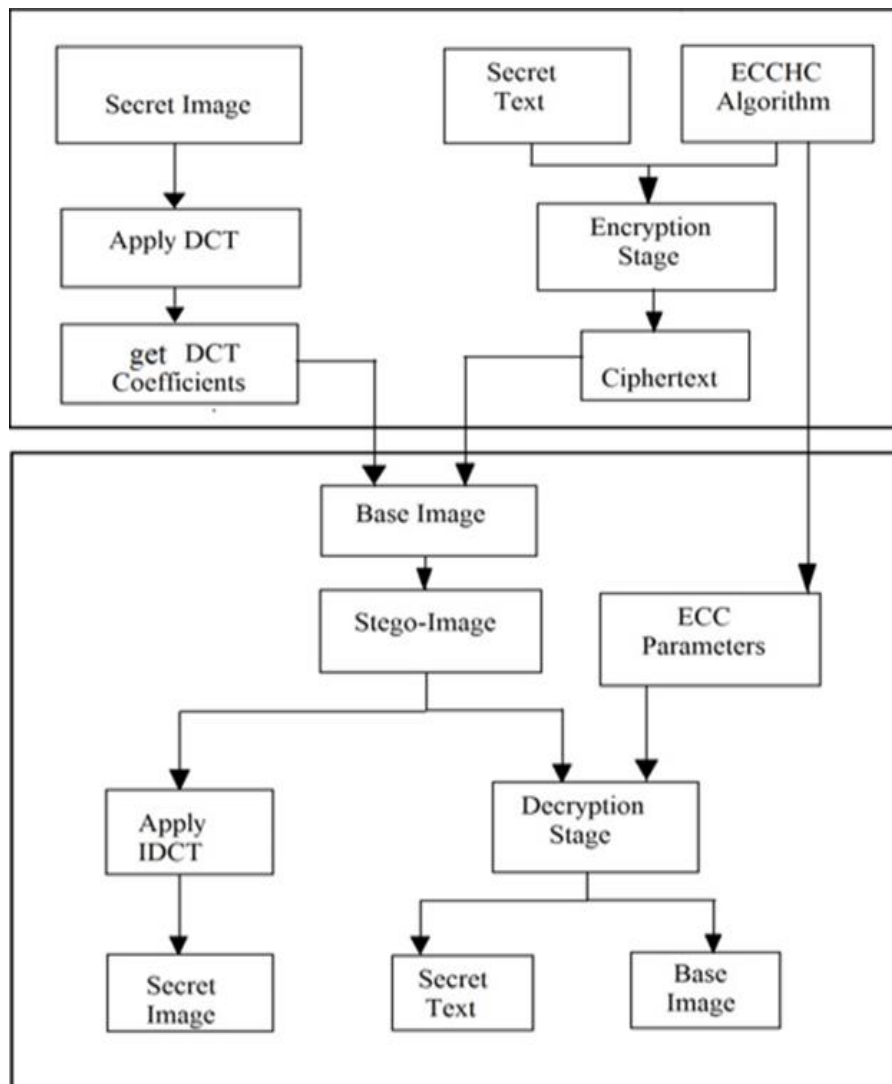 Secret Image
Secret
Text
ECCHC
Algorithm
Apply DCT
Encryption
Stage
get DCT
Coefficients
Ciphertext
Base Image
Stego-Image
ECC
Parameters
Apply
IDCT
Decryption
Stage
Secret
Image
Secret
Text
Base
Image